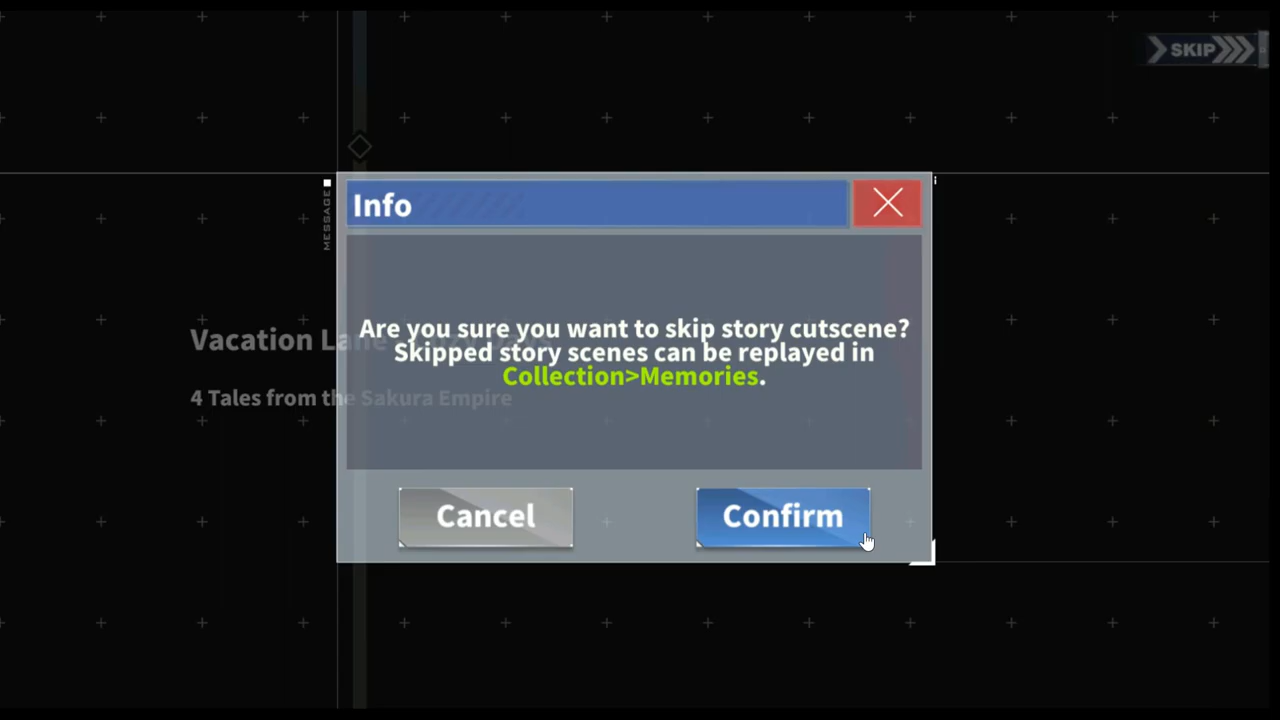 SKIP
Info
MESSAGE
Are you sure you want to skip story cutscene?
Skipped story scenes can be replayed in
Collection>Memories.
Vacation Lane
4 Tales from the Sakura Empire
Cancel
Confirm